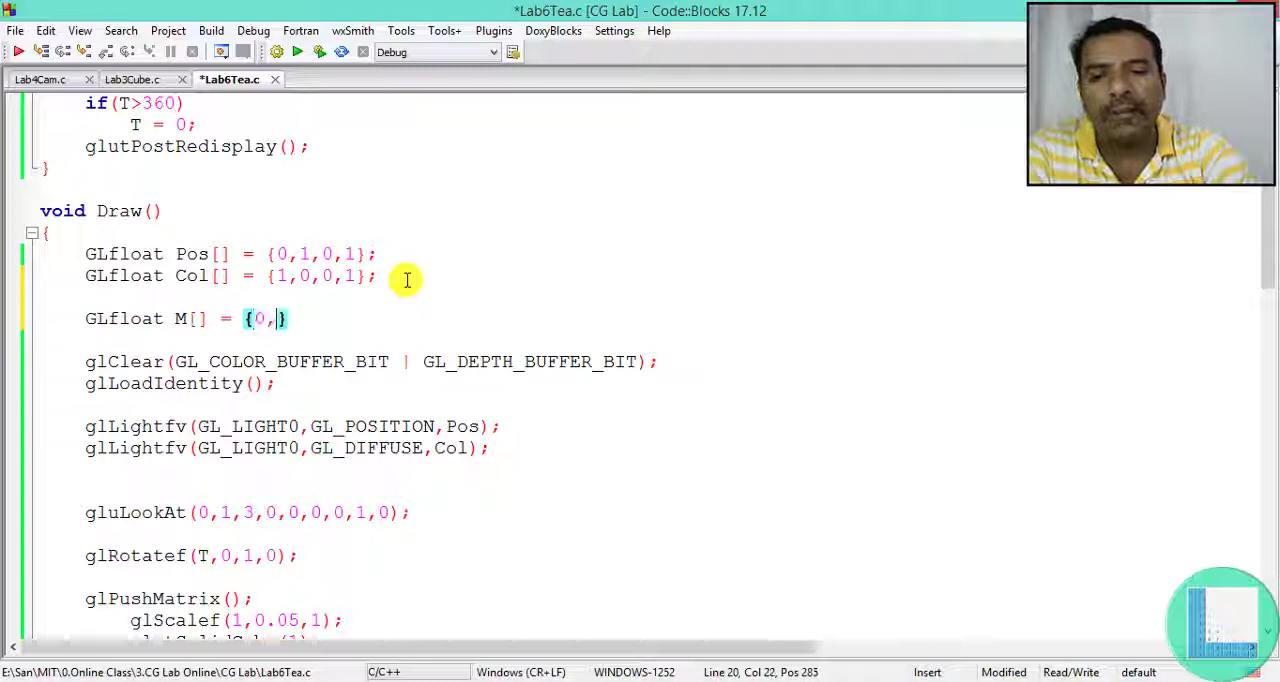 *Lab6Tea.c [CG Lab] - Code::Blocks 17.12
File Edit View Search Project Build Debug Fortran wxSmith Tools Tools+ Plugins DoxyBlocks Settings Help
Debug
Lab4Cam.c Lab3Cube.c *Lab6Tea.c
if(T>360)
T = 0;
glutPostRedisplay();
}
void Draw()
{
GLfloat Pos[] = {0,1,0,1};
GLfloat Col[] = {1,0,0,1};
GLfloat M[] = {0,}
glClear(GL_COLOR_BUFFER_BIT | GL_DEPTH_BUFFER_BIT);
glLoadIdentity();
glLightfv(GL_LIGHT0,GL_POSITION,Pos);
glLightfv(GL_LIGHT0,GL_DIFFUSE,Col);
gluLookAt(0,1,3,0,0,0,0,1,0);
glRotatef(T,0,1,0);
glPushMatrix();
glScalef(1,0.05,1);
E:\San\MIT\0.Online Class\3.CG Lab Online\CG Lab\Lab6Tea.c C/C++ Windows (CR+LF) WINDOWS-1252 Line 20, Col 22, Pos 285 Insert Modified Read/Write default